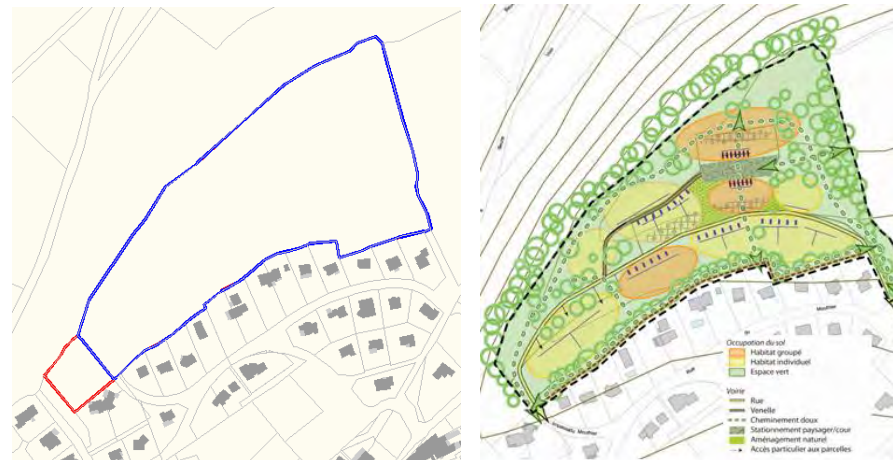 Occupation du sol
Habitat groupé
Habitat individuel
Espace vert
Voirie
Rue
Venelle
Cheminement doux
Stationnement paysager/cour
Aménagement naturel
Accès particulier aux parcelles